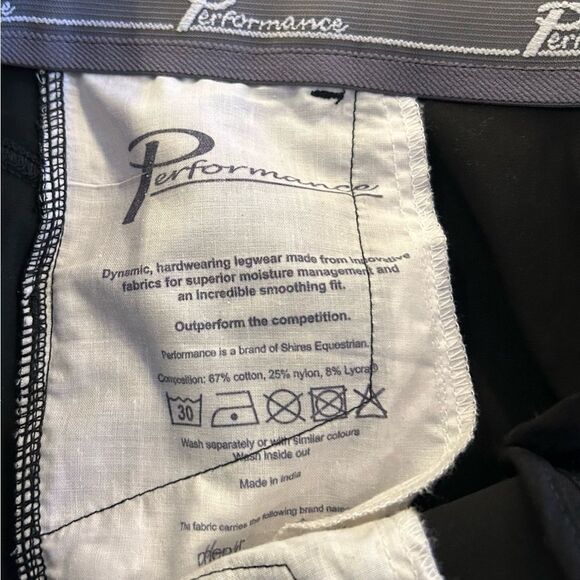 Performance
Performance
Dynamic, hardwearing legwear made from innovative
fabrics for superior moisture management and
an incredible smoothing fit.
Outperform the competition.
Performance is a brand of Shires Equestrian.
Composition: 67% cotton, 25% nylon, 8% Lycra®
30
Wash separately or with similar colours
Wash inside out
Made in India
The fabric carries the following brand name